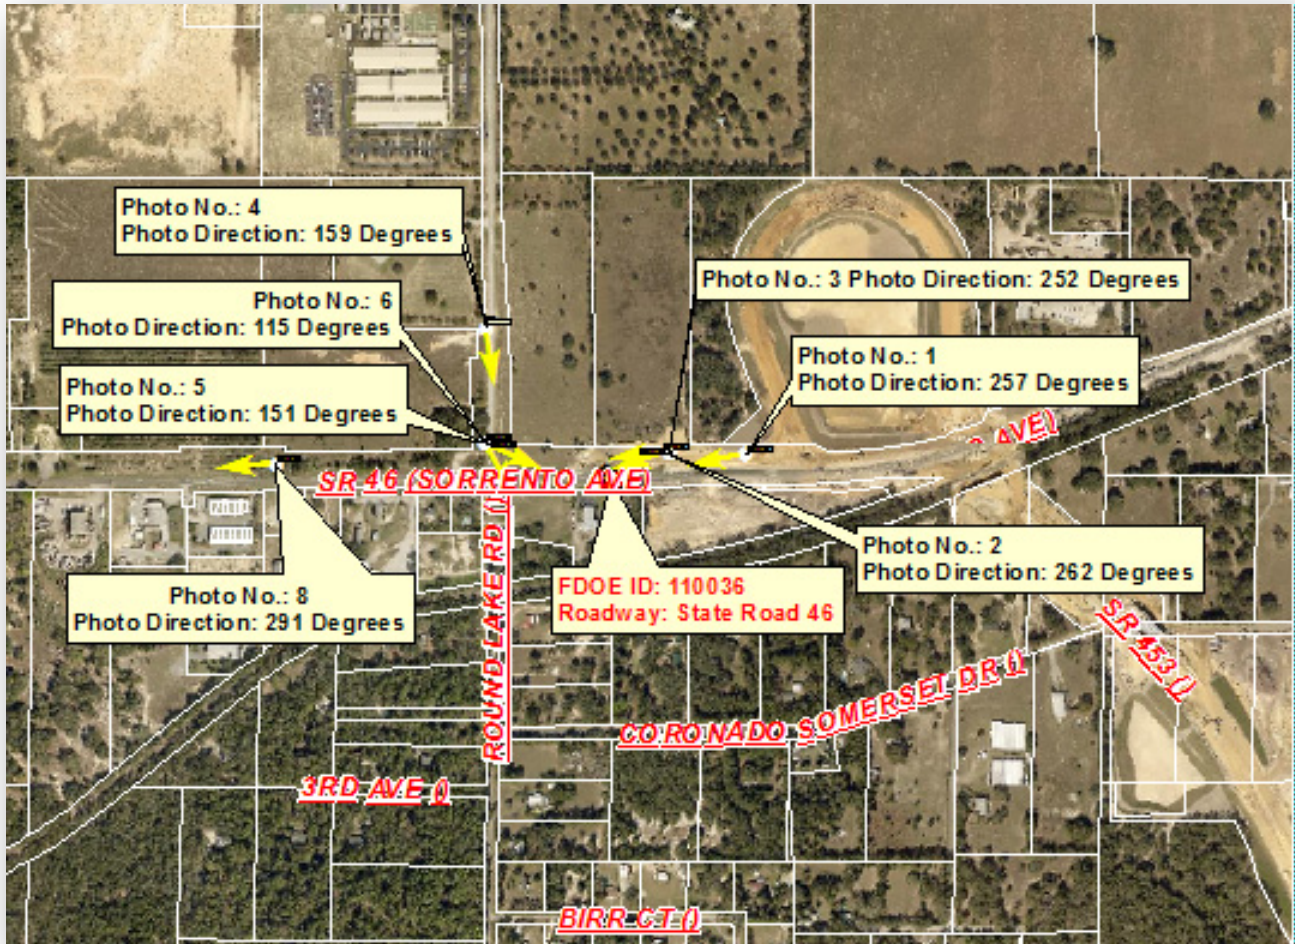 Photo No.: 4
Photo Direction: 159 Degrees
Photo No.: 6
Photo Direction: 115 Degrees
Photo No.: 3 Photo Direction: 252 Degrees
Photo No.: 1
Photo Direction: 257 Degrees
Photo No.: 5
Photo Direction: 151 Degrees
AVE)
SR 46 (SORRENTO AVE)
ROUND LAKE RD ()
Photo No.: 2
Photo Direction: 262 Degrees
FDOE ID: 110036
Roadway: State Road 46
Photo No.: 8
Photo Direction: 291 Degrees
SR 453 ()
CORONADO SOMERSET DR ()
3RD AVE ()
BIRR CT ()